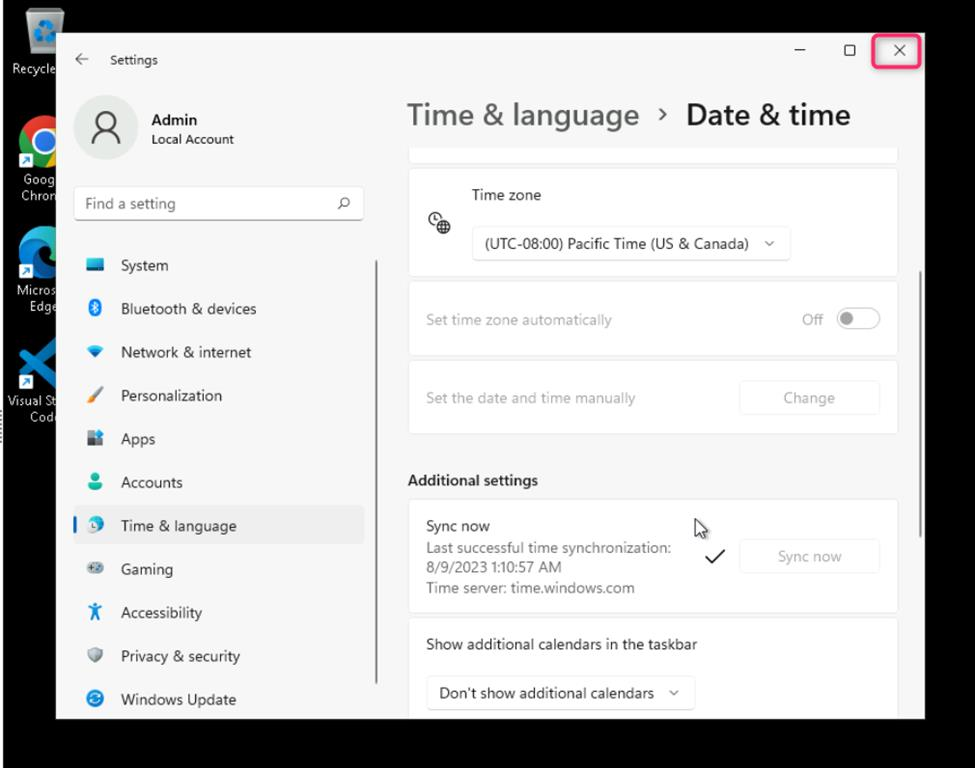 Recycle
Goog
Chron
Micros
Edge
Visual St
Code
Settings
Admin
Local Account
Find a setting
System
Bluetooth & devices
Network & internet
Personalization
Apps
Accounts
Time & language
Gaming
Accessibility
Privacy & security
Windows Update
Time & language › Date & time
Time zone
(UTC-08:00) Pacific Time (US & Canada)
Set time zone automatically
Off
Set the date and time manually
Change
Additional settings
Sync now
Last successful time synchronization:
8/9/2023 1:10:57 AM
Time server: time.windows.com
Sync now
Show additional calendars in the taskbar
Don't show additional calendars